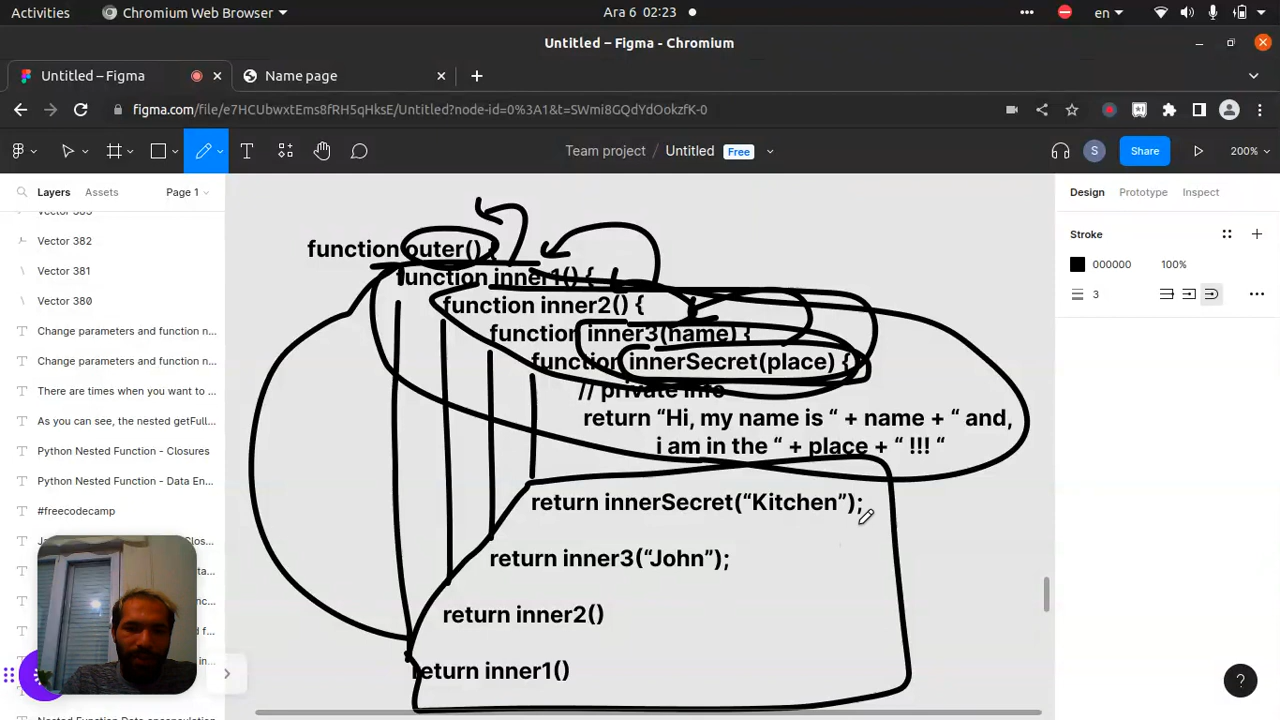 Activities
Chromium Web Browser
Ara 6 02:23
en
Untitled – Figma - Chromium
Untitled – Figma
Name page
figma.com/file/e7HCUbwxtEms8fRH5qHksE/Untitled?node-id=0%3A1&t=SWmi8GQdYdOokzfK-0
Team project / Untitled Free
S
Share
200%
Layers
Assets
Page 1
Design
Prototype
Inspect
Vector 383
Vector 382
Vector 381
Vector 380
Change parameters and function n...
Change parameters and function n...
There are times when you want to
As you can see, the nested getFull...
Python Nested Function - Closures
Python Nested Function - Data En...
#freecodecamp
Stroke
000000 100%
3
function outer() {
function inner1() {
function inner2() {
function inner3(name) {
function innerSecret(place) {
// private info
return “Hi, my name is “ + name + “ and,
i am in the “ + place + “ !!! “
return innerSecret(“Kitchen”);
return inner3(“John”);
return inner2()
return inner1()
?